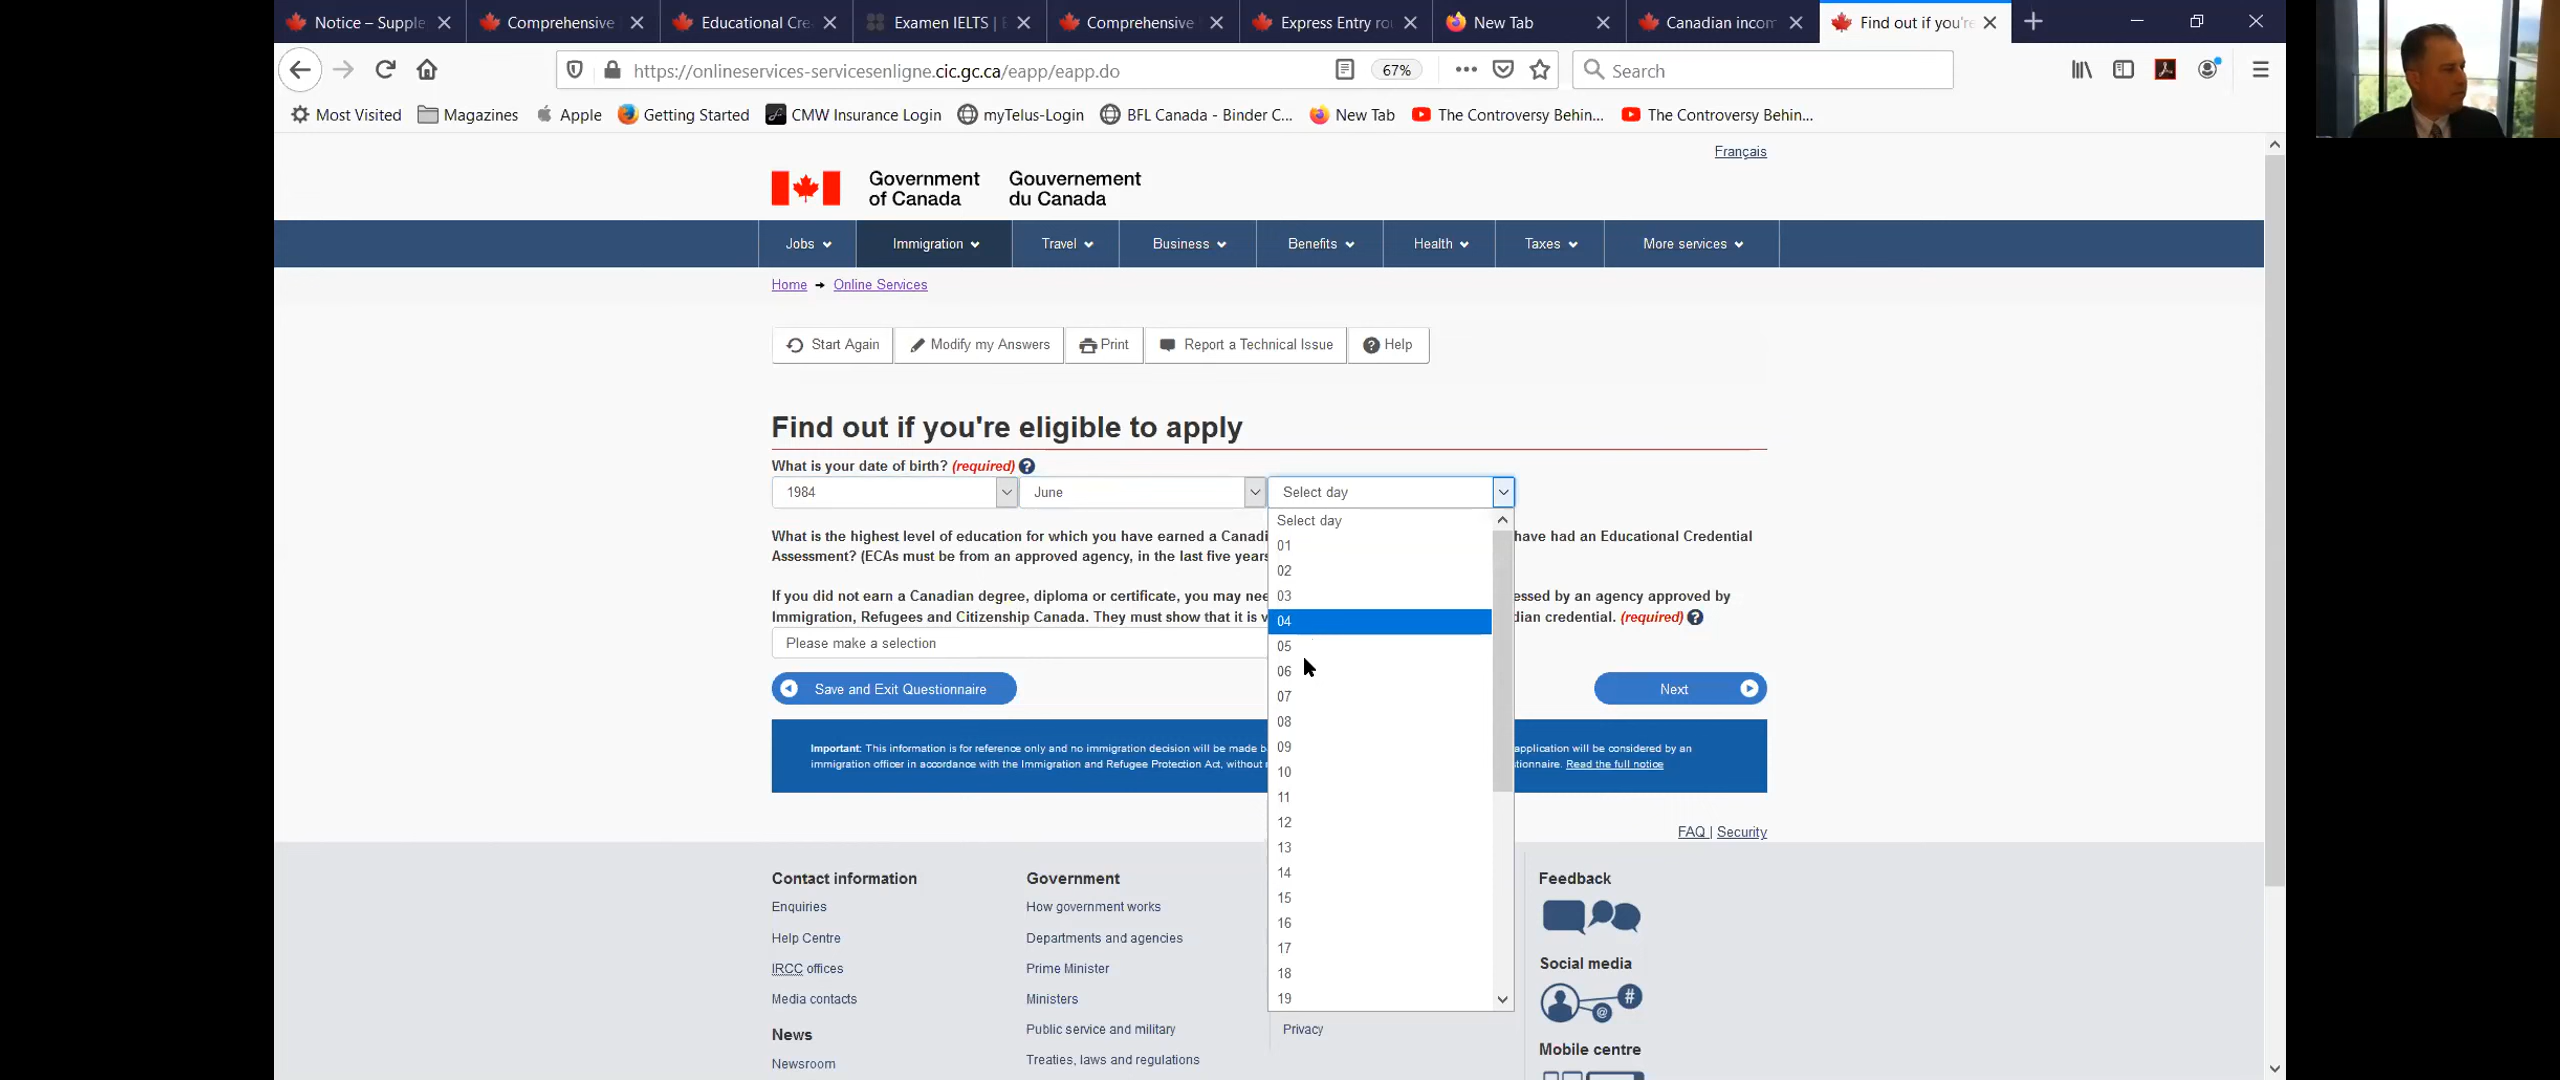 Notice – Supple
Comprehensive
Educational Cre
Examen IELTS |
Comprehensive
Express Entry rou
New Tab
Canadian incom
Find out if you're
https://onlineservices-servicesenligne.cic.gc.ca/eapp/eapp.do
67%
Search
Most Visited
Magazines
Apple
Getting Started
CMW Insurance Login
myTelus-Login
BFL Canada - Binder C...
New Tab
The Controversy Behin...
The Controversy Behin...
Français
Government of Canada
Gouvernement du Canada
Jobs
Immigration
Travel
Business
Benefits
Health
Taxes
More services
Home
Online Services
Start Again
Modify my Answers
Print
Report a Technical Issue
Help
Find out if you're eligible to apply
What is your date of birth? (required)
1984
June
Select day
Select day
01
02
03
04
05
06
07
08
09
10
11
12
13
14
15
16
17
18
19
What is the highest level of education for which you have earned a Canadi have had an Educational Credential
Assessment? (ECAs must be from an approved agency, in the last five years
If you did not earn a Canadian degree, diploma or certificate, you may nee ssessed by an agency approved by
Immigration, Refugees and Citizenship Canada. They must show that it is v dian credential. (required)
Please make a selection
Save and Exit Questionnaire
Next
Important: This information is for reference only and no immigration decision will be made b application will be considered by an
immigration officer in accordance with the Immigration and Refugee Protection Act, without r tionnaire. Read the full notice
FAQ | Security
Contact information
Enquiries
Help Centre
IRCC offices
Media contacts
News
Newsroom
Government
How government works
Departments and agencies
Prime Minister
Ministers
Public service and military
Treaties, laws and regulations
Privacy
Feedback
Social media
Mobile centre